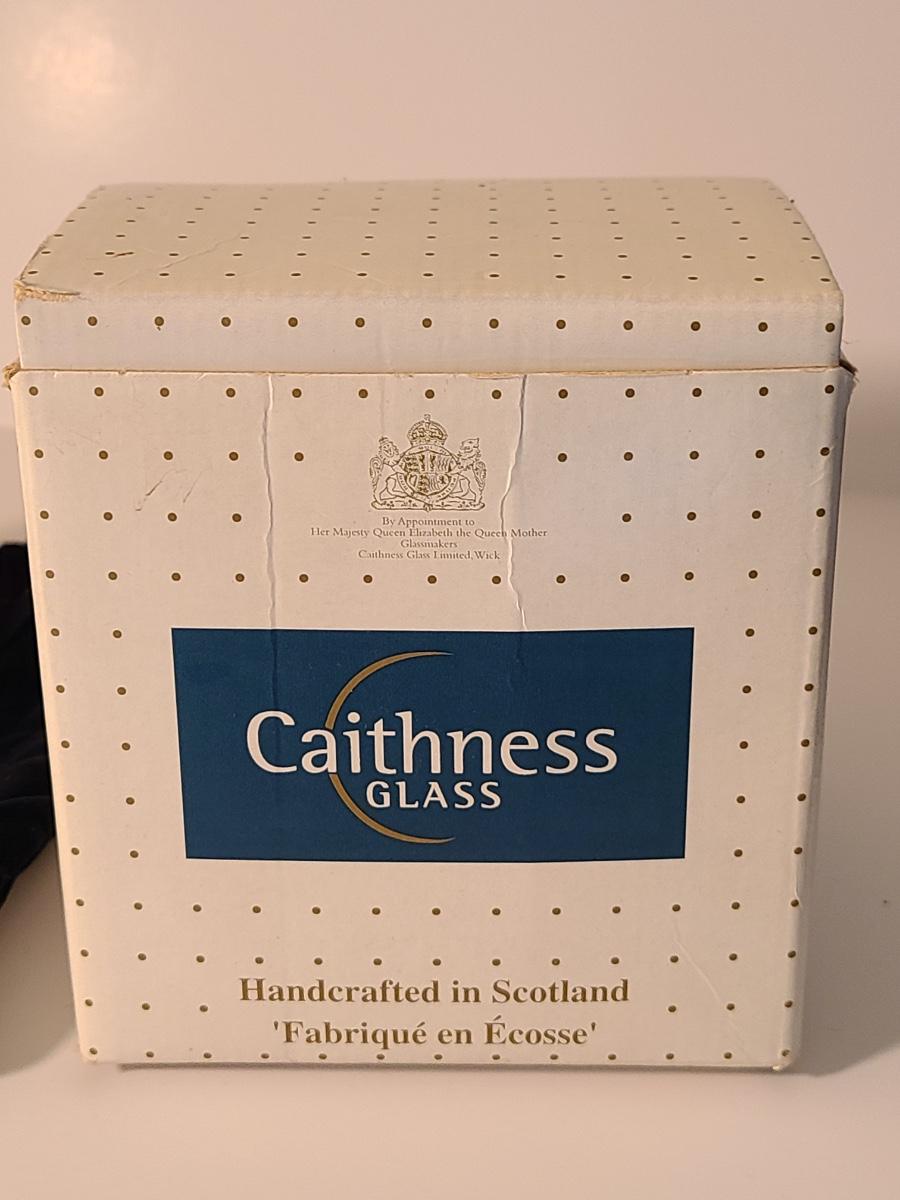 By Appointment to
Her Majesty Queen Elizabeth the Queen Mother
Glassmakers
Caithness Glass Limited, Wick
Caithness
GLASS
Handcrafted in Scotland
'Fabriqué en Écosse'